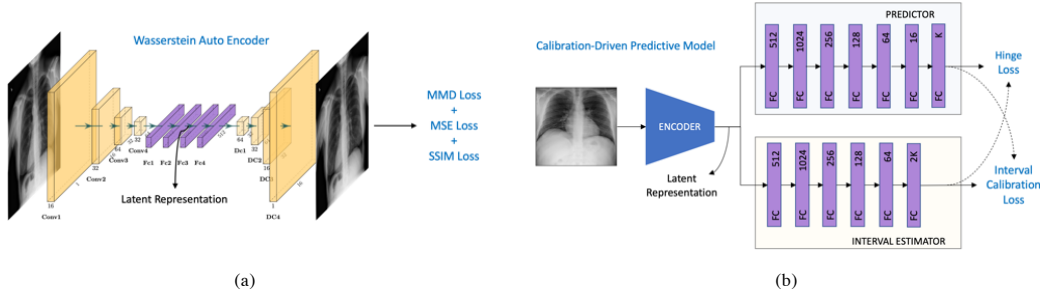 Wasserstein Auto Encoder
16
1
Conv1
32
Conv2
64
Conv3
32
Conv4
Fc1
Fc2
Fc3
Fc4
64
Dc1
32
DC2
16
1
DC4
16
Latent Representation
MMD Loss
+
MSE Loss
+
SSIM Loss
(a)
Calibration-Driven Predictive Model
ENCODER
Latent
Representation
PREDICTOR
512
1024
256
128
64
16
K
FC
FC
FC
FC
FC
FC
FC
512
1024
256
128
64
2K
FC
FC
FC
FC
FC
FC
INTERVAL ESTIMATOR
Hinge
Loss
Interval
Calibration
Loss
(b)